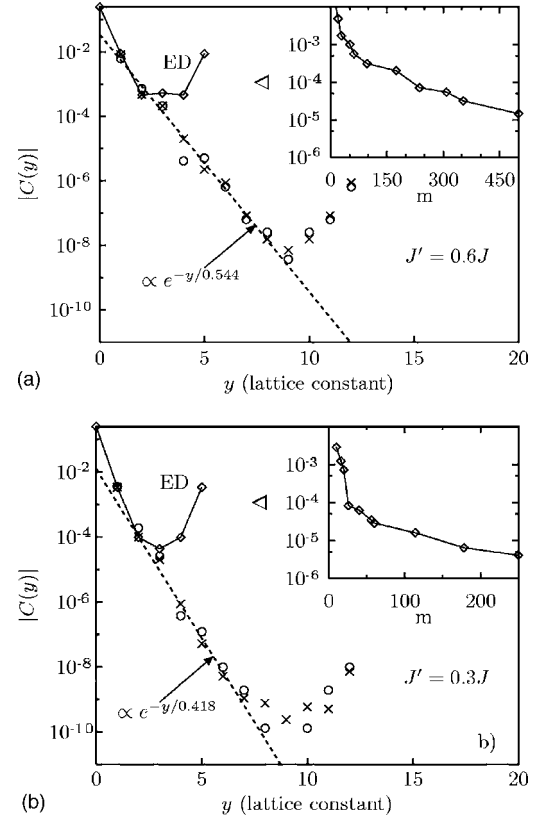 10^{-2}
10^{-4}
10^{-6}
10^{-8}
10^{-10}
|C(y)|
ED
∝ e^{-y/0.544}
J' = 0.6J
0 5 10 15 20
y (lattice constant)
(a)
10^{-3}
10^{-4}
10^{-5}
10^{-6}
Δ
0 150 300 450
m
10^{-2}
10^{-4}
10^{-6}
10^{-8}
10^{-10}
|C(y)|
ED
∝ e^{-y/0.418}
J' = 0.3J
b)
0 5 10 15 20
y (lattice constant)
(b)
10^{-3}
10^{-4}
10^{-5}
10^{-6}
Δ
0 100 200
m